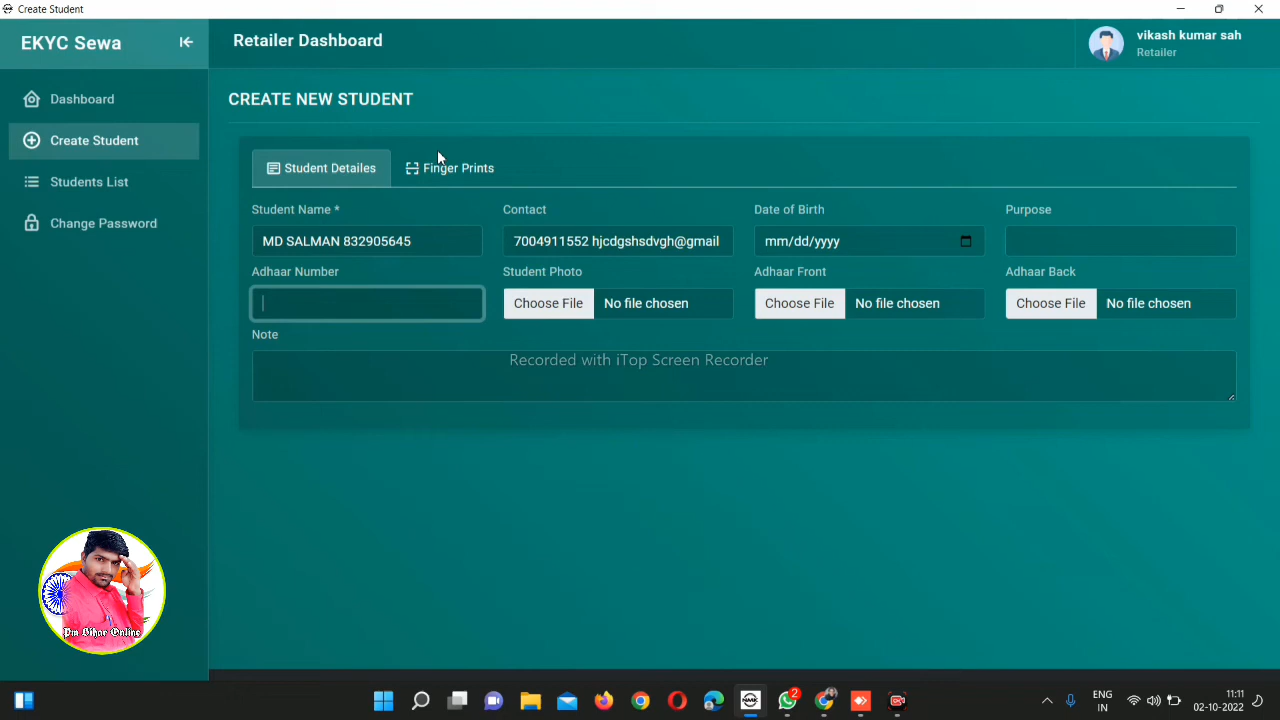 Create Student
EKYC Sewa
Retailer Dashboard
vikash kumar sah
Retailer
Dashboard
Create Student
Students List
Change Password
CREATE NEW STUDENT
Student Detailes
Finger Prints
Student Name *
Contact
Date of Birth
Purpose
MD SALMAN 832905645
7004911552 hjcdgshsdvgh@gmail
mm/dd/yyyy
Adhaar Number
Student Photo
Adhaar Front
Adhaar Back
Choose File No file chosen
Choose File No file chosen
Choose File No file chosen
Note
Recorded with iTop Screen Recorder
Pm Bihar Online
2
ENG
IN
11:11
02-10-2022